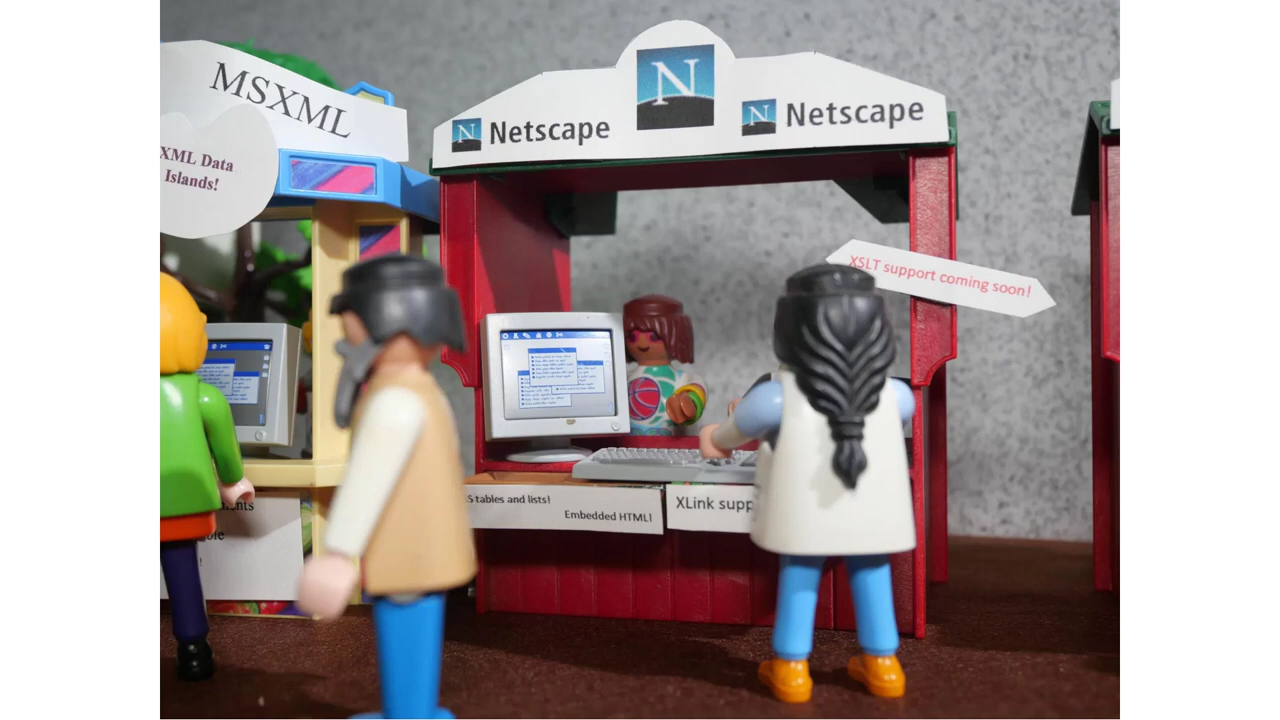 MSXML
XML Data
Islands!
N
N Netscape
N Netscape
XSLT support coming soon!
tables and lists!
Embedded HTML!
XLink supp
!